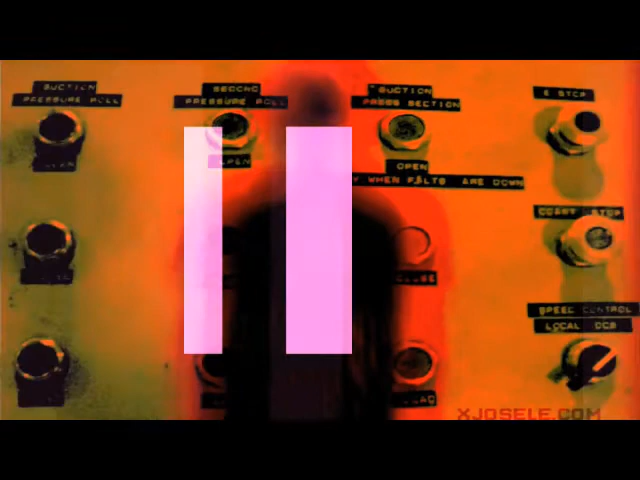 SUCTION
PRESSURE ROLL
SECOND
PRESSURE ROLL
SUCTION
PRESS SECTION
E STOP
OPEN
OPEN
WHEN FELTS ARE DOWN
COAST STOP
CLOSE
SPEED CONTROL
LOCAL DCS
XJOSELE.COM